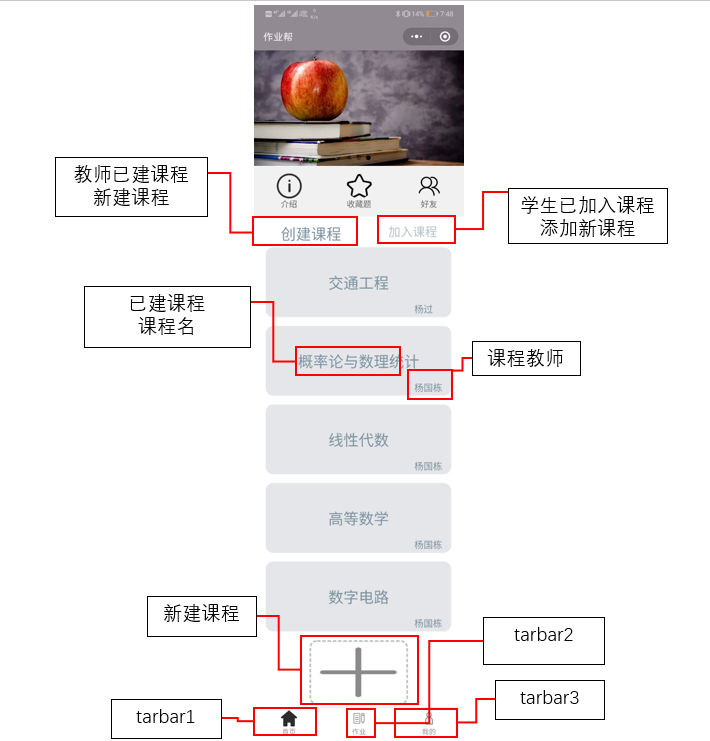 14% 7:48
作业帮
教师已建课程
新建课程
学生已加入课程
添加新课程
介绍
收藏题
好友
创建课程
加入课程
交通工程
杨过
已建课程
课程名
概率论与数理统计
杨国栋
课程教师
线性代数
杨国栋
高等数学
杨国栋
数字电路
杨国栋
新建课程
tarbar2
tarbar3
tarbar1
首页
作业
我的